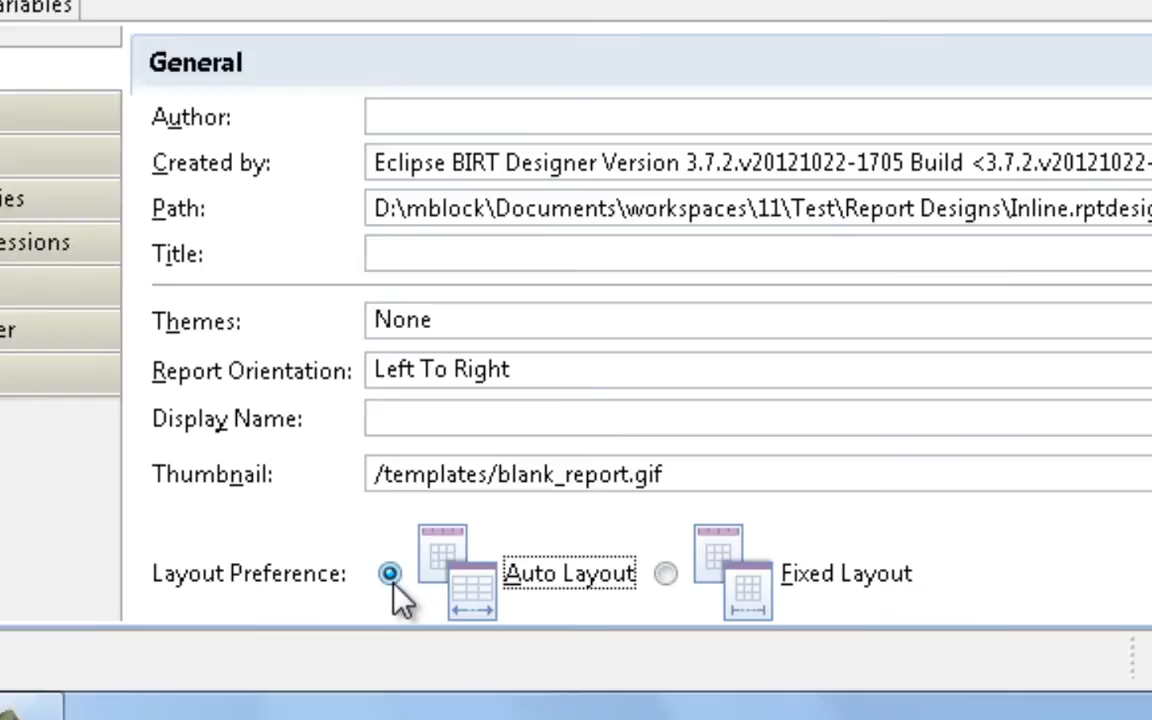 ariables
General
Author:
Created by: Eclipse BIRT Designer Version 3.7.2.v20121022-1705 Build <3.7.2.v20121022-
ies
Path: D:\mblock\Documents\workspaces\11\Test\Report Designs\Inline.rptdesig
essions
Title:
er
Themes: None
Report Orientation: Left To Right
Display Name:
Thumbnail: /templates/blank_report.gif
Layout Preference: Auto Layout Fixed Layout